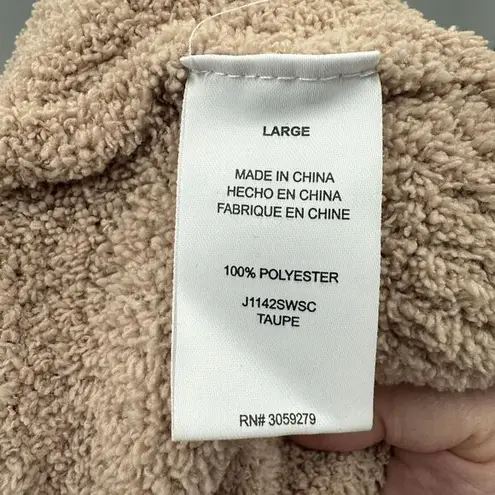 LARGE
MADE IN CHINA
HECHO EN CHINA
FABRIQUE EN CHINE
100% POLYESTER
J1142SWSC
TAUPE
RN# 3059279